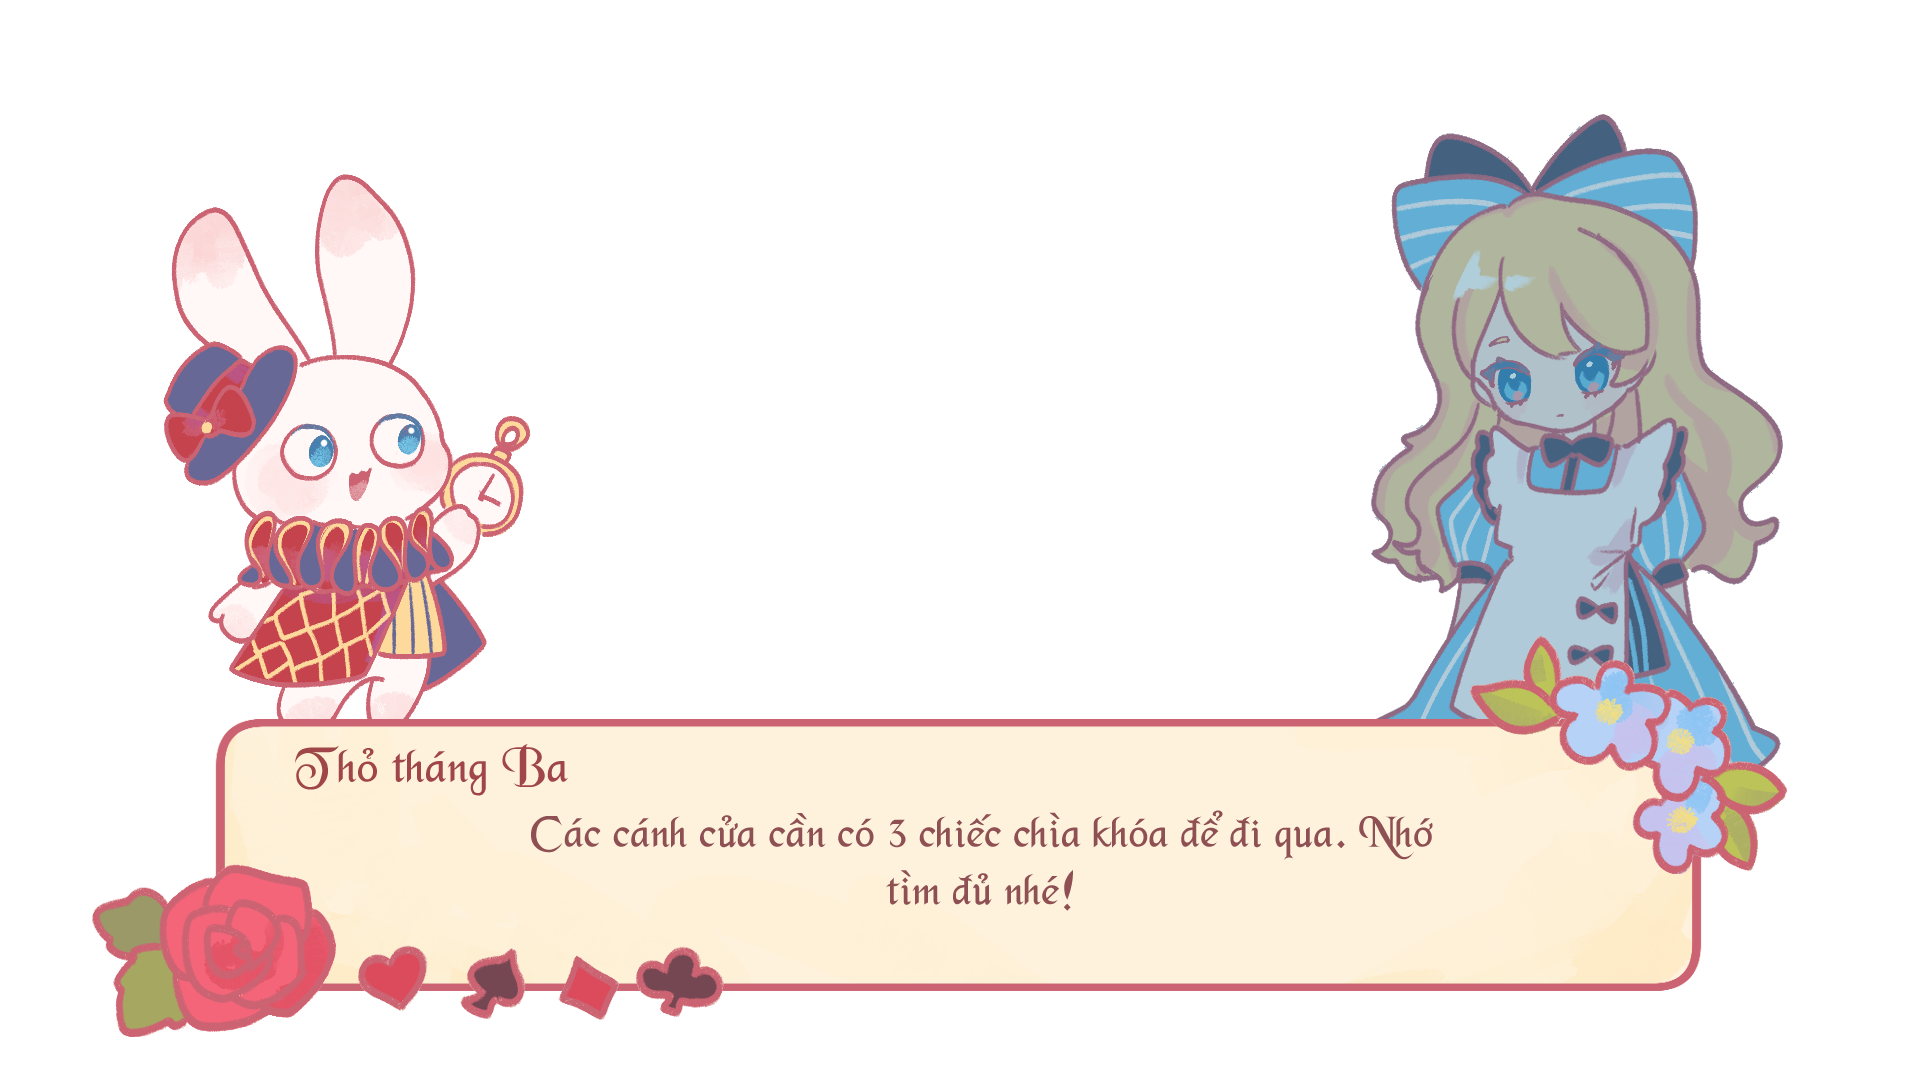 Thỏ tháng Ba
Các cánh cửa cần có 3 chiếc chìa khóa để đi qua. Nhớ
tìm đủ nhé!